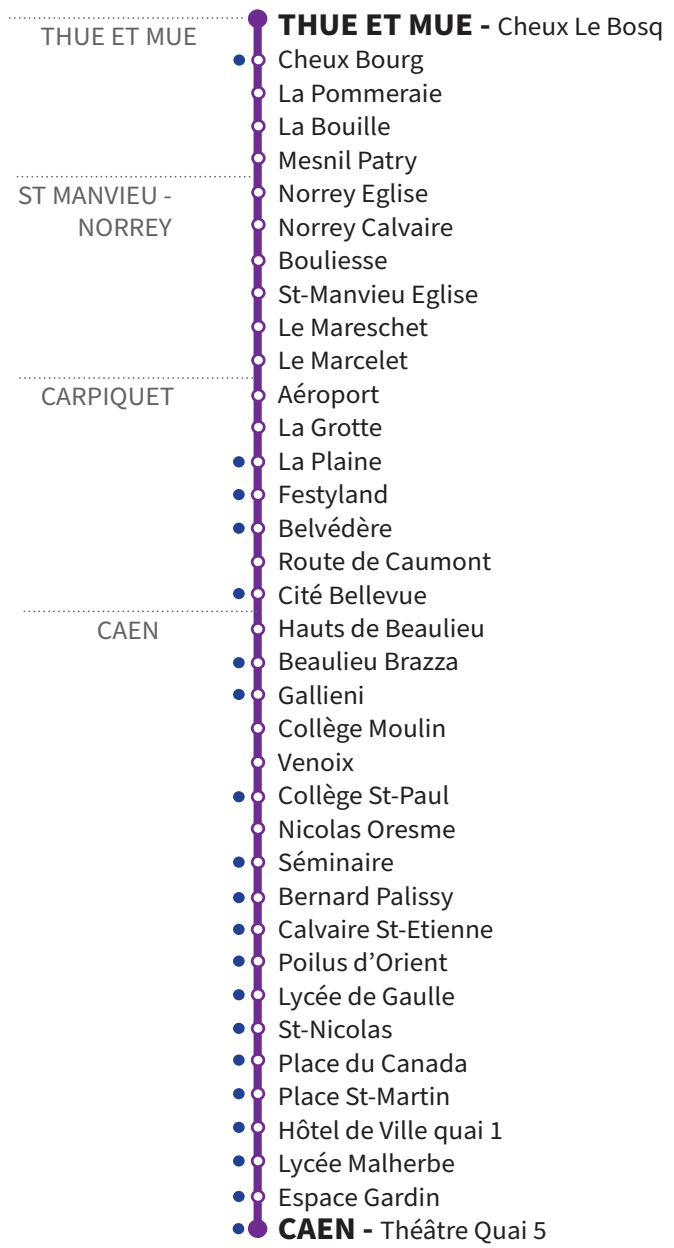 THUE ET MUE
THUE ET MUE - Cheux Le Bosq
Cheux Bourg
La Pommeraie
La Bouille
Mesnil Patry
ST MANVIEU -
NORREY
Norrey Eglise
Norrey Calvaire
Bouliesse
St-Manvieu Eglise
Le Mareschet
Le Marcelet
CARPIQUET
Aéroport
La Grotte
La Plaine
Festyland
Belvédère
Route de Caumont
Cité Bellevue
CAEN
Hauts de Beaulieu
Beaulieu Brazza
Gallieni
Collège Moulin
Venoix
Collège St-Paul
Nicolas Oresme
Séminaire
Bernard Palissy
Calvaire St-Etienne
Poilus d’Orient
Lycée de Gaulle
St-Nicolas
Place du Canada
Place St-Martin
Hôtel de Ville quai 1
Lycée Malherbe
Espace Gardin
CAEN - Théâtre Quai 5